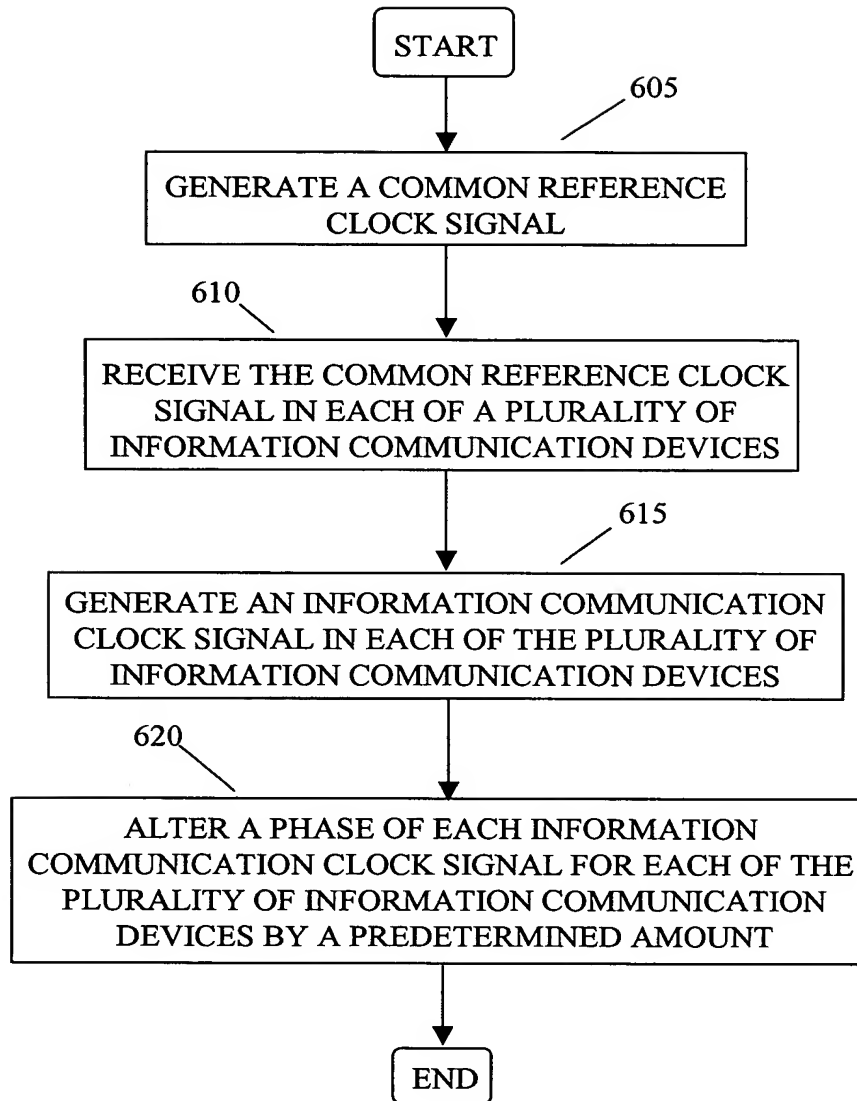 START
605
GENERATE A COMMON REFERENCE
CLOCK SIGNAL
610
RECEIVE THE COMMON REFERENCE CLOCK
SIGNAL IN EACH OF A PLURALITY OF
INFORMATION COMMUNICATION DEVICES
615
GENERATE AN INFORMATION COMMUNICATION
CLOCK SIGNAL IN EACH OF THE PLURALITY OF
INFORMATION COMMUNICATION DEVICES
620
ALTER A PHASE OF EACH INFORMATION
COMMUNICATION CLOCK SIGNAL FOR EACH OF THE
PLURALITY OF INFORMATION COMMUNICATION
DEVICES BY A PREDETERMINED AMOUNT
END